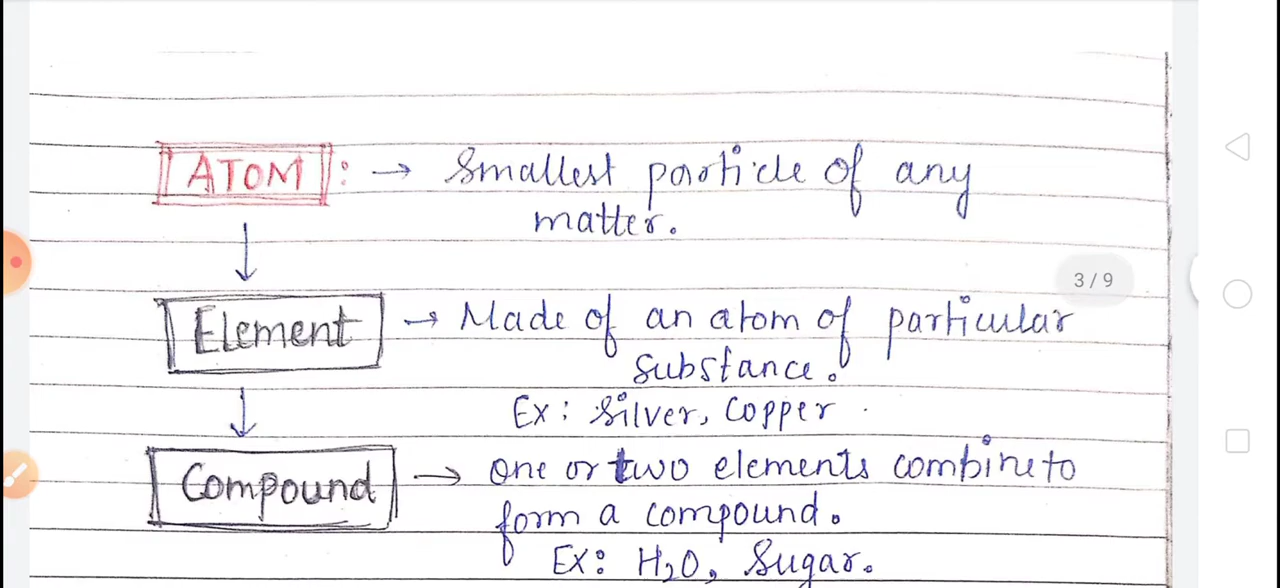 ATOM : → Smallest particle of any
matter.
3/9
Element → Made of an atom of particular
substance.
Ex: Silver, Copper.
Compound → One or two elements combine to
form a compound.
Ex: H₂O, Sugar.